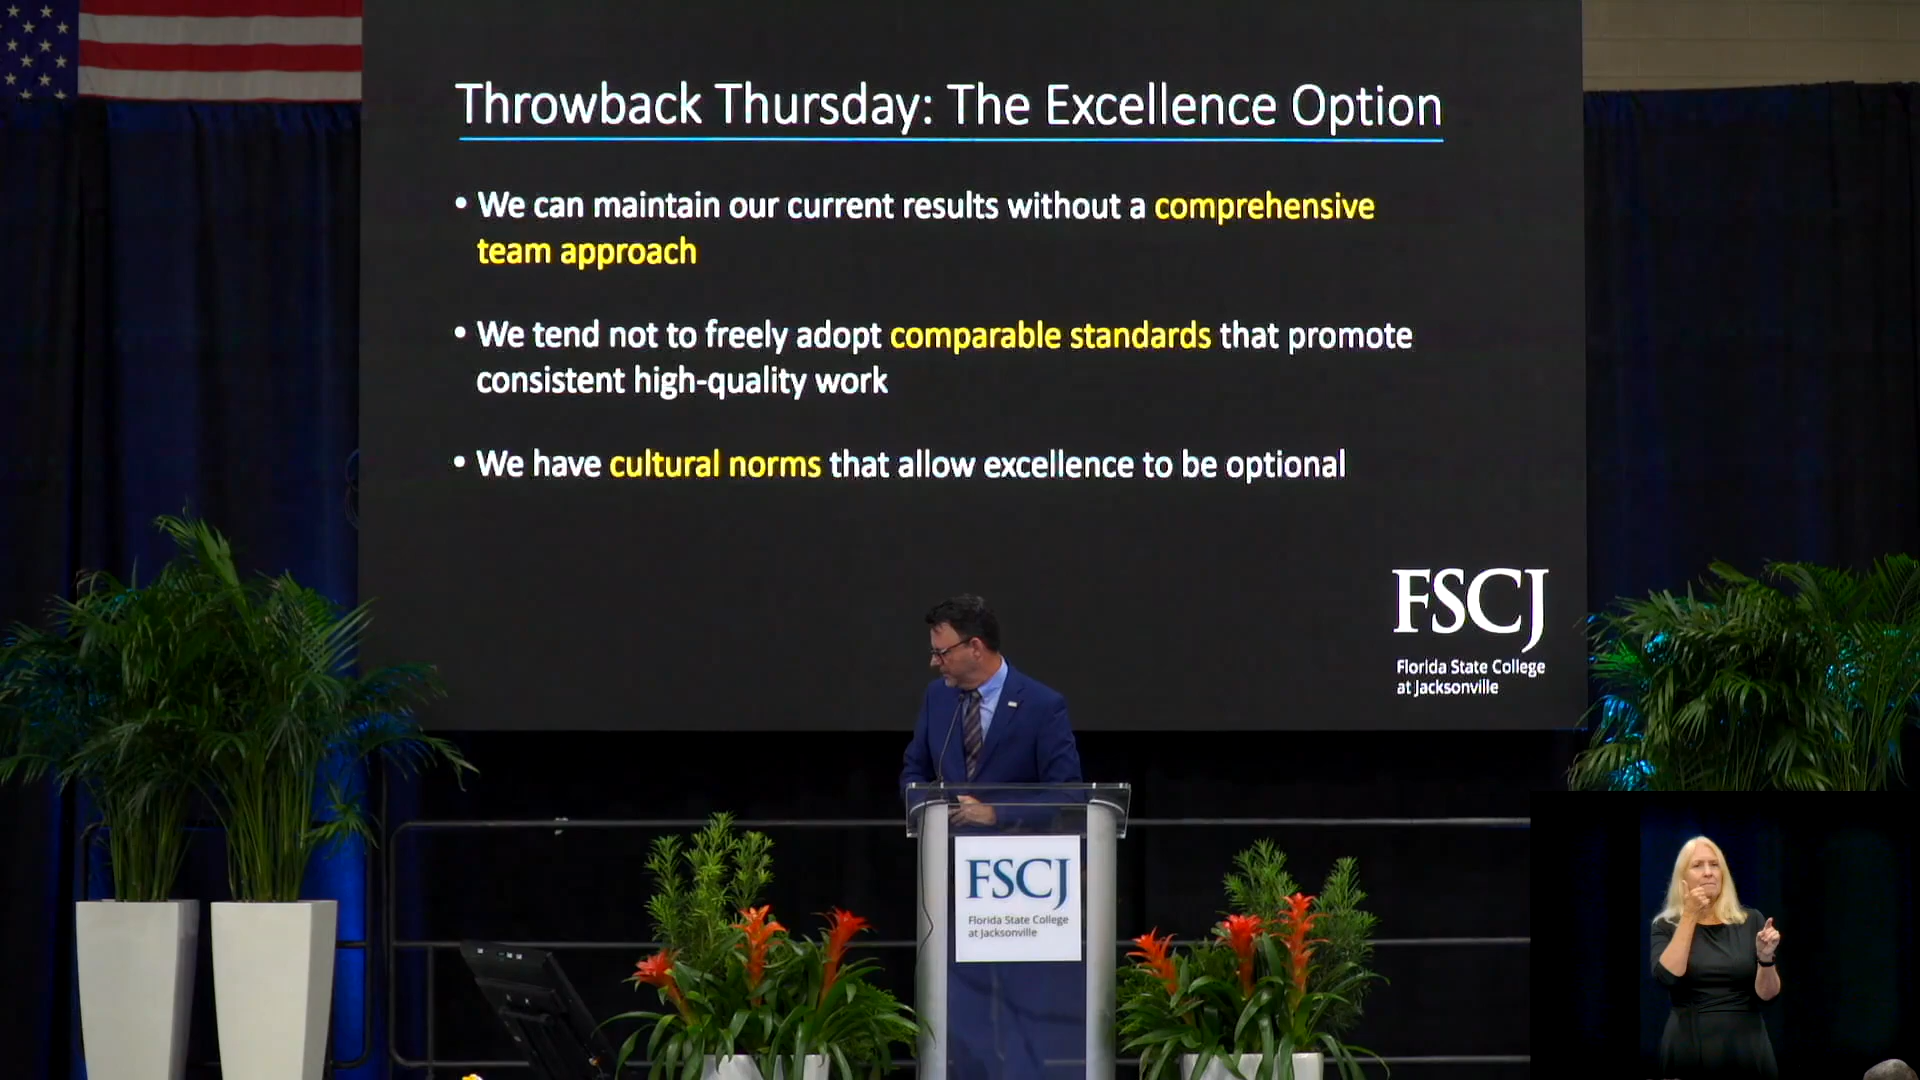 Throwback Thursday: The Excellence Option
• We can maintain our current results without a comprehensive
team approach
• We tend not to freely adopt comparable standards that promote
consistent high-quality work
• We have cultural norms that allow excellence to be optional
FSCJ
Florida State College
at Jacksonville
FSCJ
Florida State College
at Jacksonville